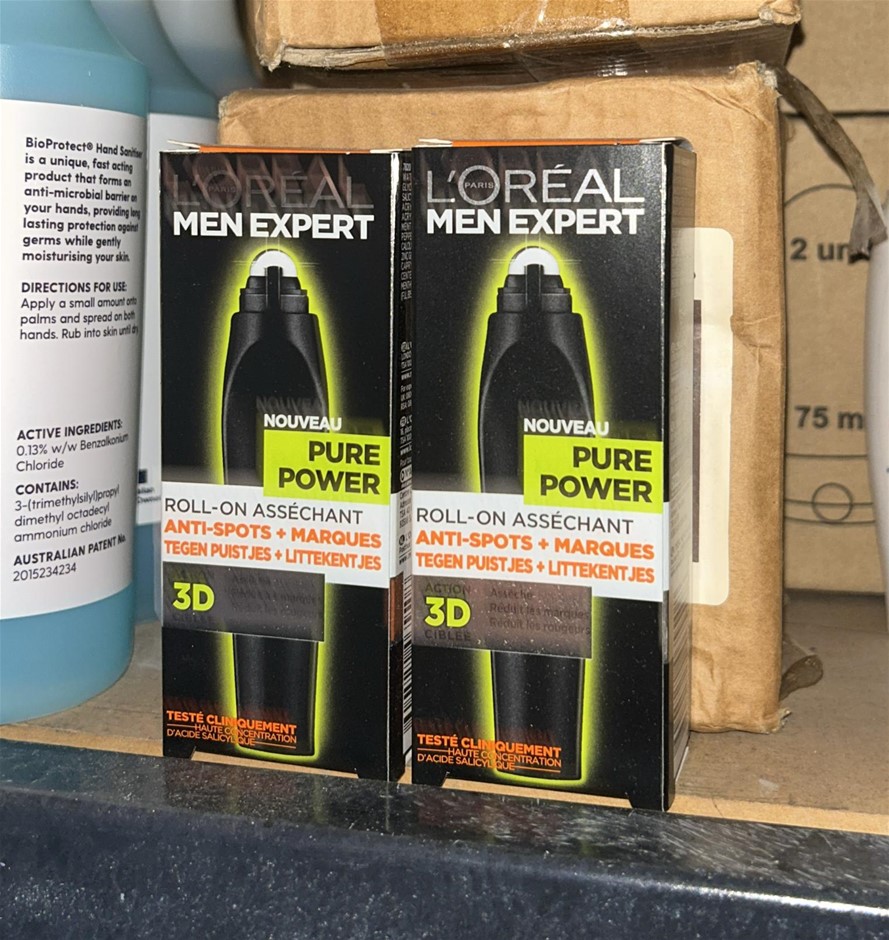 BioProtect® Hand Sanitiser
is a unique, fast acting
product that forms an
anti-microbial barrier on
your hands, providing long
lasting protection against
germs while gently
moisturising your skin.
DIRECTIONS FOR USE:
Apply a small amount onto
palms and spread on both
hands. Rub into skin until dry
ACTIVE INGREDIENTS:
0.13% w/w Benzalkonium
Chloride
CONTAINS:
3-(trimethylsilyl)propyl
dimethyl octadecyl
ammonium chloride
AUSTRALIAN PATENT No.
2015234234
L'ORÉAL
PARIS
MEN EXPERT
NOUVEAU
PURE
POWER
ROLL-ON ASSÉCHANT
ANTI-SPOTS + MARQUES
TEGEN PUISTJES + LITTEKENTJES
3D
TESTÉ CLINIQUEMENT
HAUTE CONCENTRATION
D'ACIDE SALICYLIQUE
L'ORÉAL
PARIS
MEN EXPERT
NOUVEAU
PURE
POWER
ROLL-ON ASSÉCHANT
ANTI-SPOTS + MARQUES
TEGEN PUISTJES + LITTEKENTJES
ACTION
3D
CIBLÉE
Assèche
Réduit les marques
Réduit les rougeurs
TESTÉ CLINIQUEMENT
HAUTE CONCENTRATION
D'ACIDE SALICYLIQUE
2 un
75 m